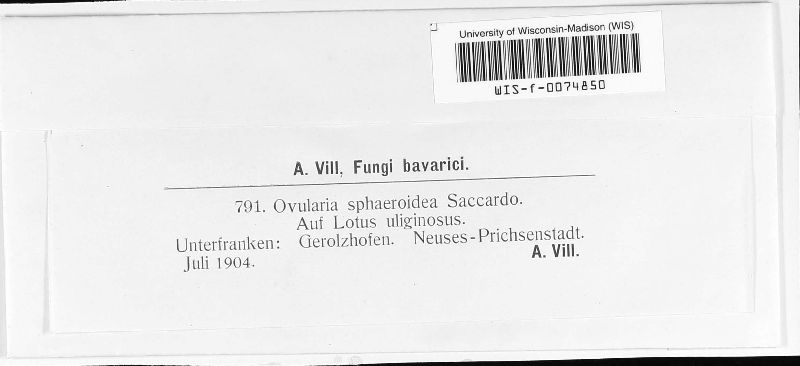 University of Wisconsin-Madison (WIS)
WIS-f-0074850
A. Vill, Fungi bavarici.
791. Ovularia sphaeroidea Saccardo.
Auf Lotus uliginosus.
Unterfranken: Gerolzhofen. Neuses-Prichsenstadt.
Juli 1904.
A. Vill.